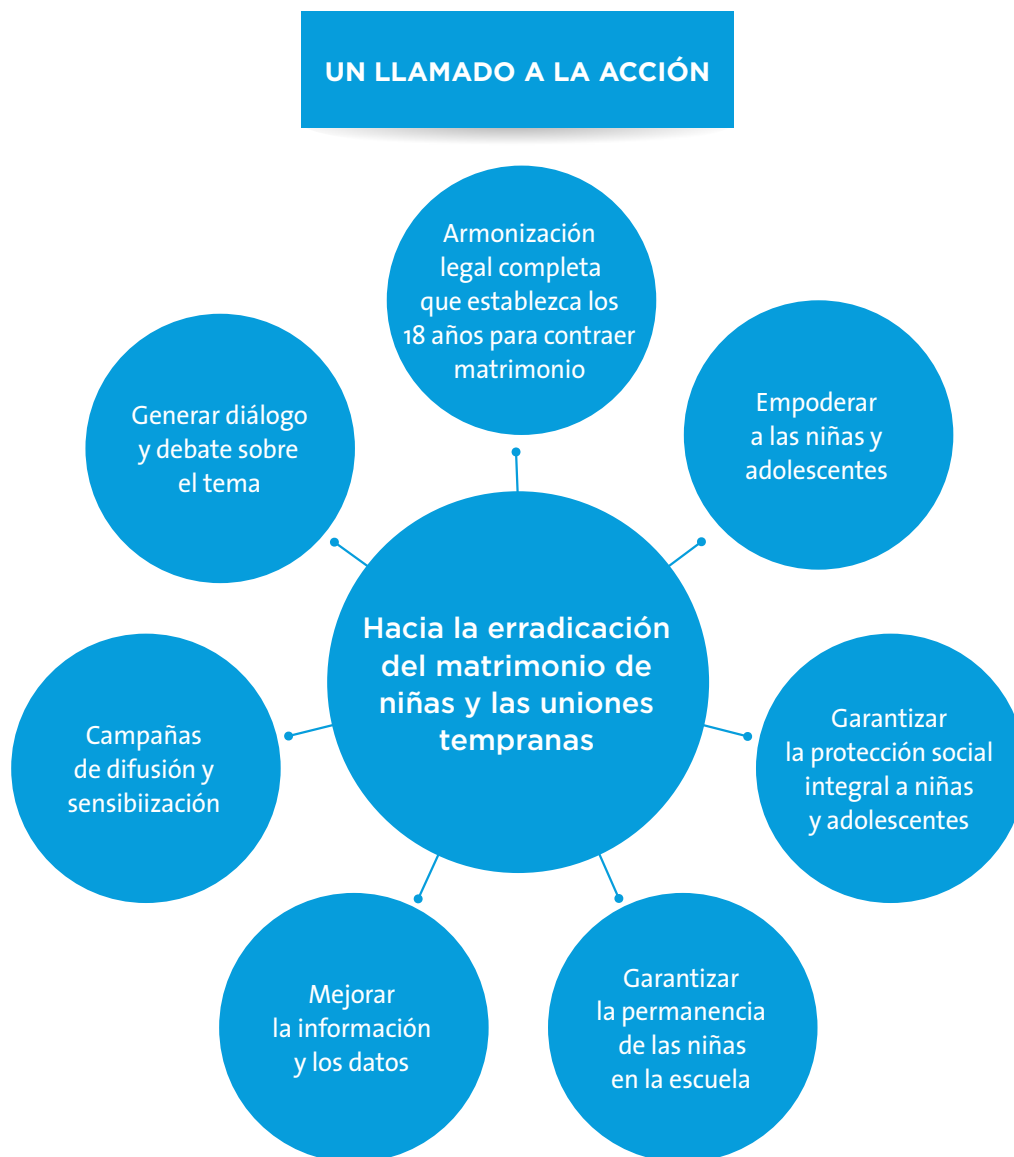 UN LLAMADO A LA ACCIÓN
Armonización
legal completa
que establezca los
18 años para contraer
matrimonio
Empoderar
a las niñas y
adolescentes
Garantizar
la protección social
integral a niñas
y adolescentes
Garantizar
la permanencia
de las niñas
en la escuela
Mejorar
la información
y los datos
Campañas
de difusión y
sensibiización
Generar diálogo
y debate sobre
el tema
Hacia la erradicación
del matrimonio de
niñas y las uniones
tempranas